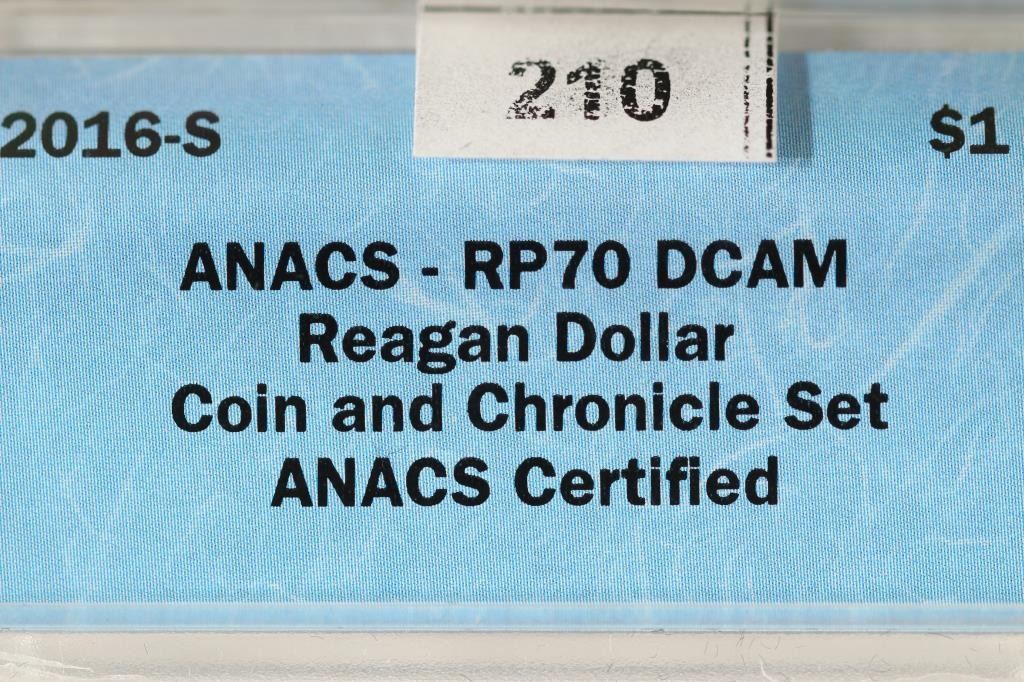 210
2016-S $1
ANACS - RP70 DCAM
Reagan Dollar
Coin and Chronicle Set
ANACS Certified